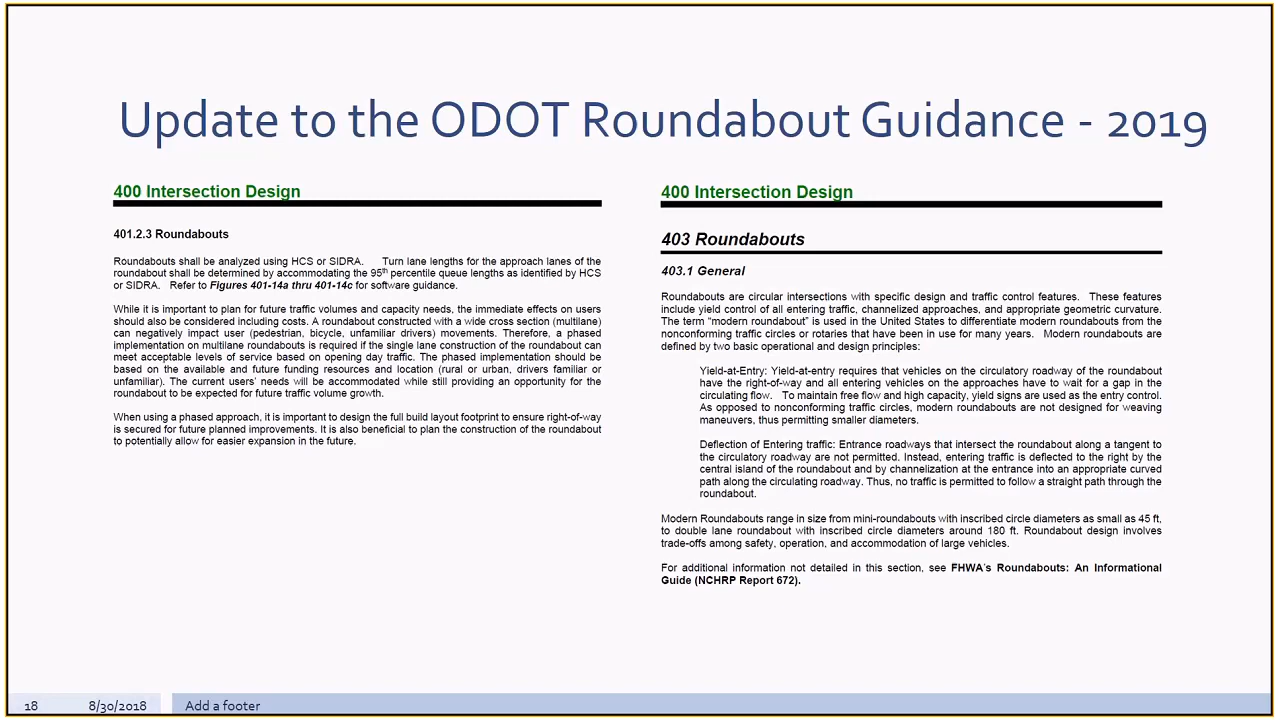 Update to the ODOT Roundabout Guidance - 2019
400 Intersection Design
401.2.3 Roundabouts
Roundabouts shall be analyzed using HCS or SIDRA. Turn lane lengths for the approach lanes of the
roundabout shall be determined by accommodating the 95th percentile queue lengths as identified by HCS
or SIDRA. Refer to Figures 401-14a thru 401-14c for software guidance.
While it is important to plan for future traffic volumes and capacity needs, the immediate effects on users
should also be considered including costs. A roundabout constructed with a wide cross section (multilane)
can negatively impact user (pedestrian, bicycle, unfamiliar drivers) movements. Therefore, a phased
implementation on multilane roundabouts is required if the single lane construction of the roundabout can
meet acceptable levels of service based on opening day traffic. The phased implementation should be
based on the available and future funding resources and location (rural or urban, drivers familiar or
unfamiliar). The current users' needs will be accommodated while still providing an opportunity for the
roundabout to be expected for future traffic volume growth.
When using a phased approach, it is important to design the full build layout footprint to ensure right-of-way
is secured for future planned improvements. It is also beneficial to plan the construction of the roundabout
to potentially allow for easier expansion in the future.
400 Intersection Design
403 Roundabouts
403.1 General
Roundabouts are circular intersections with specific design and traffic control features. These features
include yield control of all entering traffic, channelized approaches, and appropriate geometric curvature.
The term "modern roundabout" is used in the United States to differentiate modern roundabouts from the
nonconforming traffic circles or rotaries that have been in use for many years. Modern roundabouts are
defined by two basic operational and design principles:
Yield-at-Entry: Yield-at-entry requires that vehicles on the circulatory roadway of the roundabout
have the right-of-way and all entering vehicles on the approaches have to wait for a gap in the
circulating flow. To maintain free flow and high capacity, yield signs are used as the entry control.
As opposed to nonconforming traffic circles, modern roundabouts are not designed for weaving
maneuvers, thus permitting smaller diameters.
Deflection of Entering traffic: Entrance roadways that intersect the roundabout along a tangent to
the circulatory roadway are not permitted. Instead, entering traffic is deflected to the right by the
central island of the roundabout and by channelization at the entrance into an appropriate curved
path along the circulating roadway. Thus, no traffic is permitted to follow a straight path through the
roundabout.
Modern Roundabouts range in size from mini-roundabouts with inscribed circle diameters as small as 45 ft,
to double lane roundabout with inscribed circle diameters around 180 ft. Roundabout design involves
trade-offs among safety, operation, and accommodation of large vehicles.
For additional information not detailed in this section, see FHWA's Roundabouts: An Informational
Guide (NCHRP Report 672).
18 8/30/2018 Add a footer